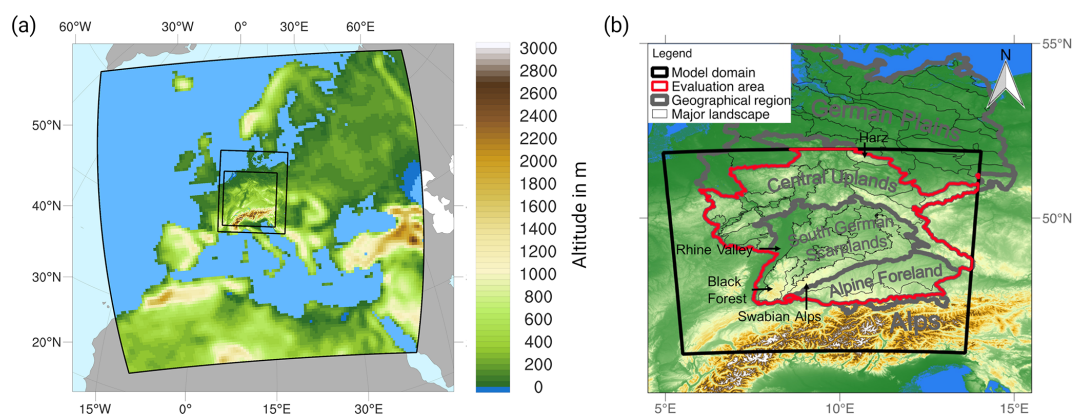 (a)
60°W 30°W 0° 30°E 60°E
50°N
40°N
30°N
20°N
15°W 0° 15°E 30°E
3000
2800
2600
2400
2200
2000
1800
1600
1400
1200
1000
800
600
400
200
0
Altitude in m
(b)
Legend
Model domain
Evaluation area
Geographical region
Major landscape
N
55°N
50°N
German Plains
Harz
Central Uplands
South German
Scarplands
Rhine Valley
Alpine Foreland
Black
Forest
Swabian Alps
Alps
5°E 10°E 15°E